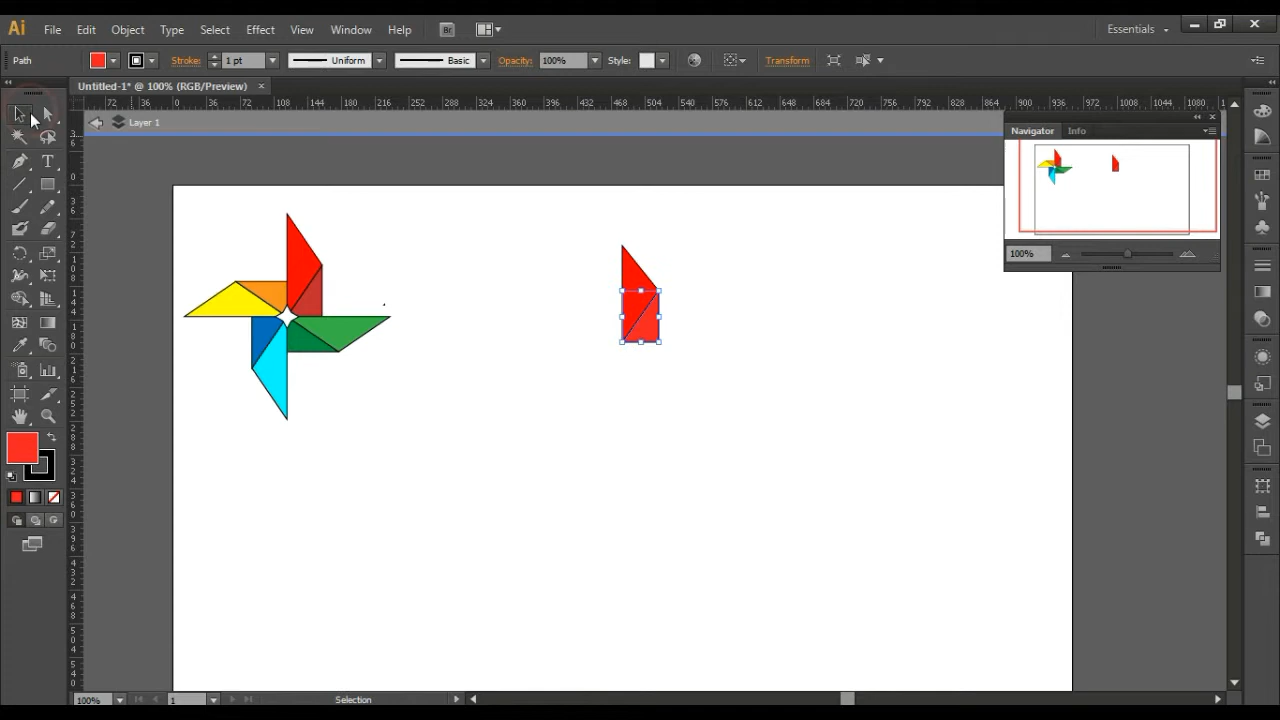 Ai File Edit Object Type Select Effect View Window Help Br Essentials
Path Stroke: 1 pt Uniform Basic Opacity: 100% Style: Transform
Untitled-1* @ 100% (RGB/Preview) ×
72 36 0 36 72 108 144 180 216 252 288 324 360 396 432 468 504 540 576 612 648 684 720 756 792 828 864 900 936 972 1008 1044 1080 1116
Layer 1
Navigator Info
100%
T
100% 1 Selection